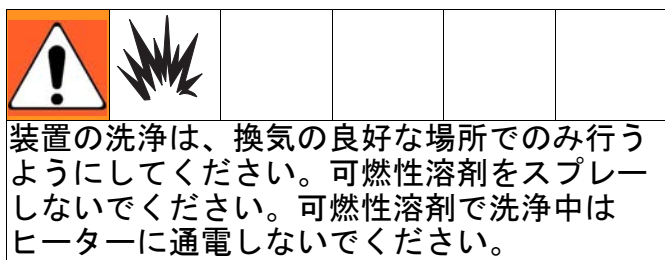 装置の洗浄は、換気の良好な場所でのみ行う
ようにしてください。可燃性溶剤をスプレー
しないでください。可燃性溶剤で洗浄中は
ヒーターに通電しないでください。